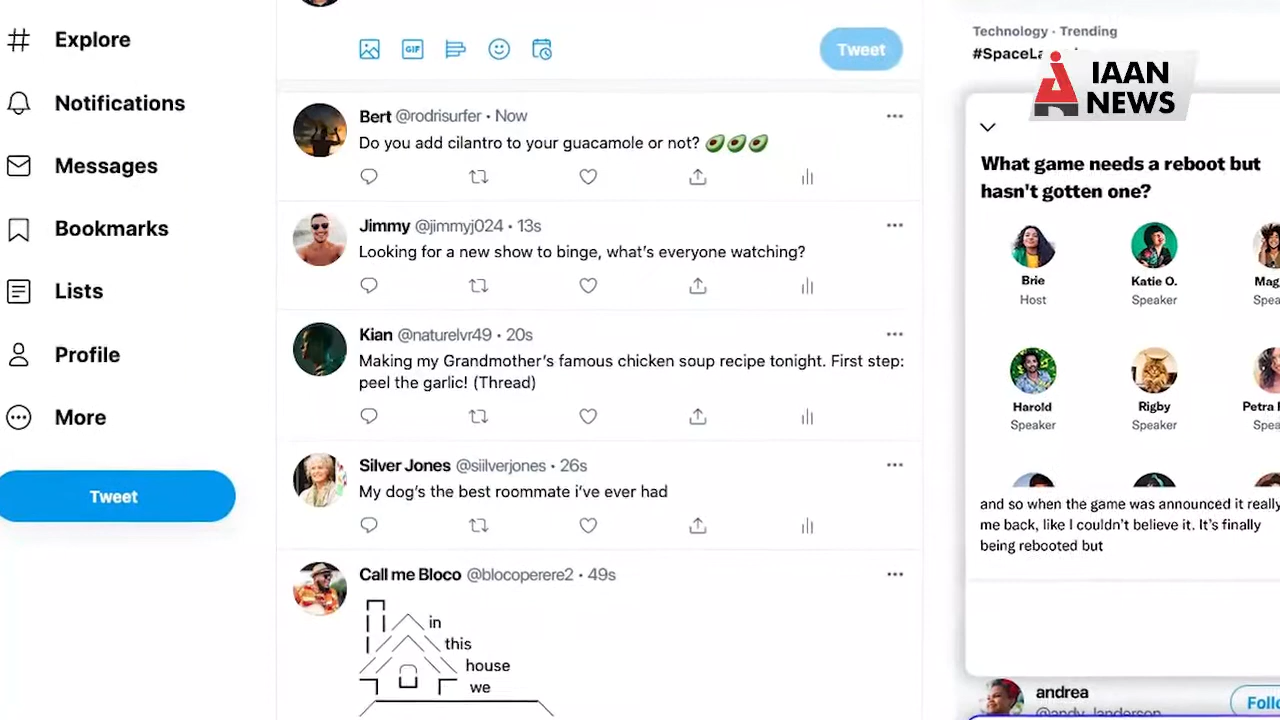 Explore
Notifications
Messages
Bookmarks
Lists
Profile
More
Tweet
GIF
Tweet
Bert @rodrisurfer · Now
Do you add cilantro to your guacamole or not? 🥑🥑🥑
Jimmy @jimmyj024 · 13s
Looking for a new show to binge, what's everyone watching?
Kian @naturelvr49 · 20s
Making my Grandmother's famous chicken soup recipe tonight. First step:
peel the garlic! (Thread)
Silver Jones @siilverjones · 26s
My dog's the best roommate i've ever had
Call me Bloco @blocoperere2 · 49s
in
this
house
we
Technology · Trending
IAAN
NEWS
What game needs a reboot but
hasn't gotten one?
Brie
Host
Katie O.
Speaker
Harold
Speaker
Rigby
Speaker
Petra
and so when the game was announced it really
me back, like I couldn't believe it. It's finally
being rebooted but
andrea